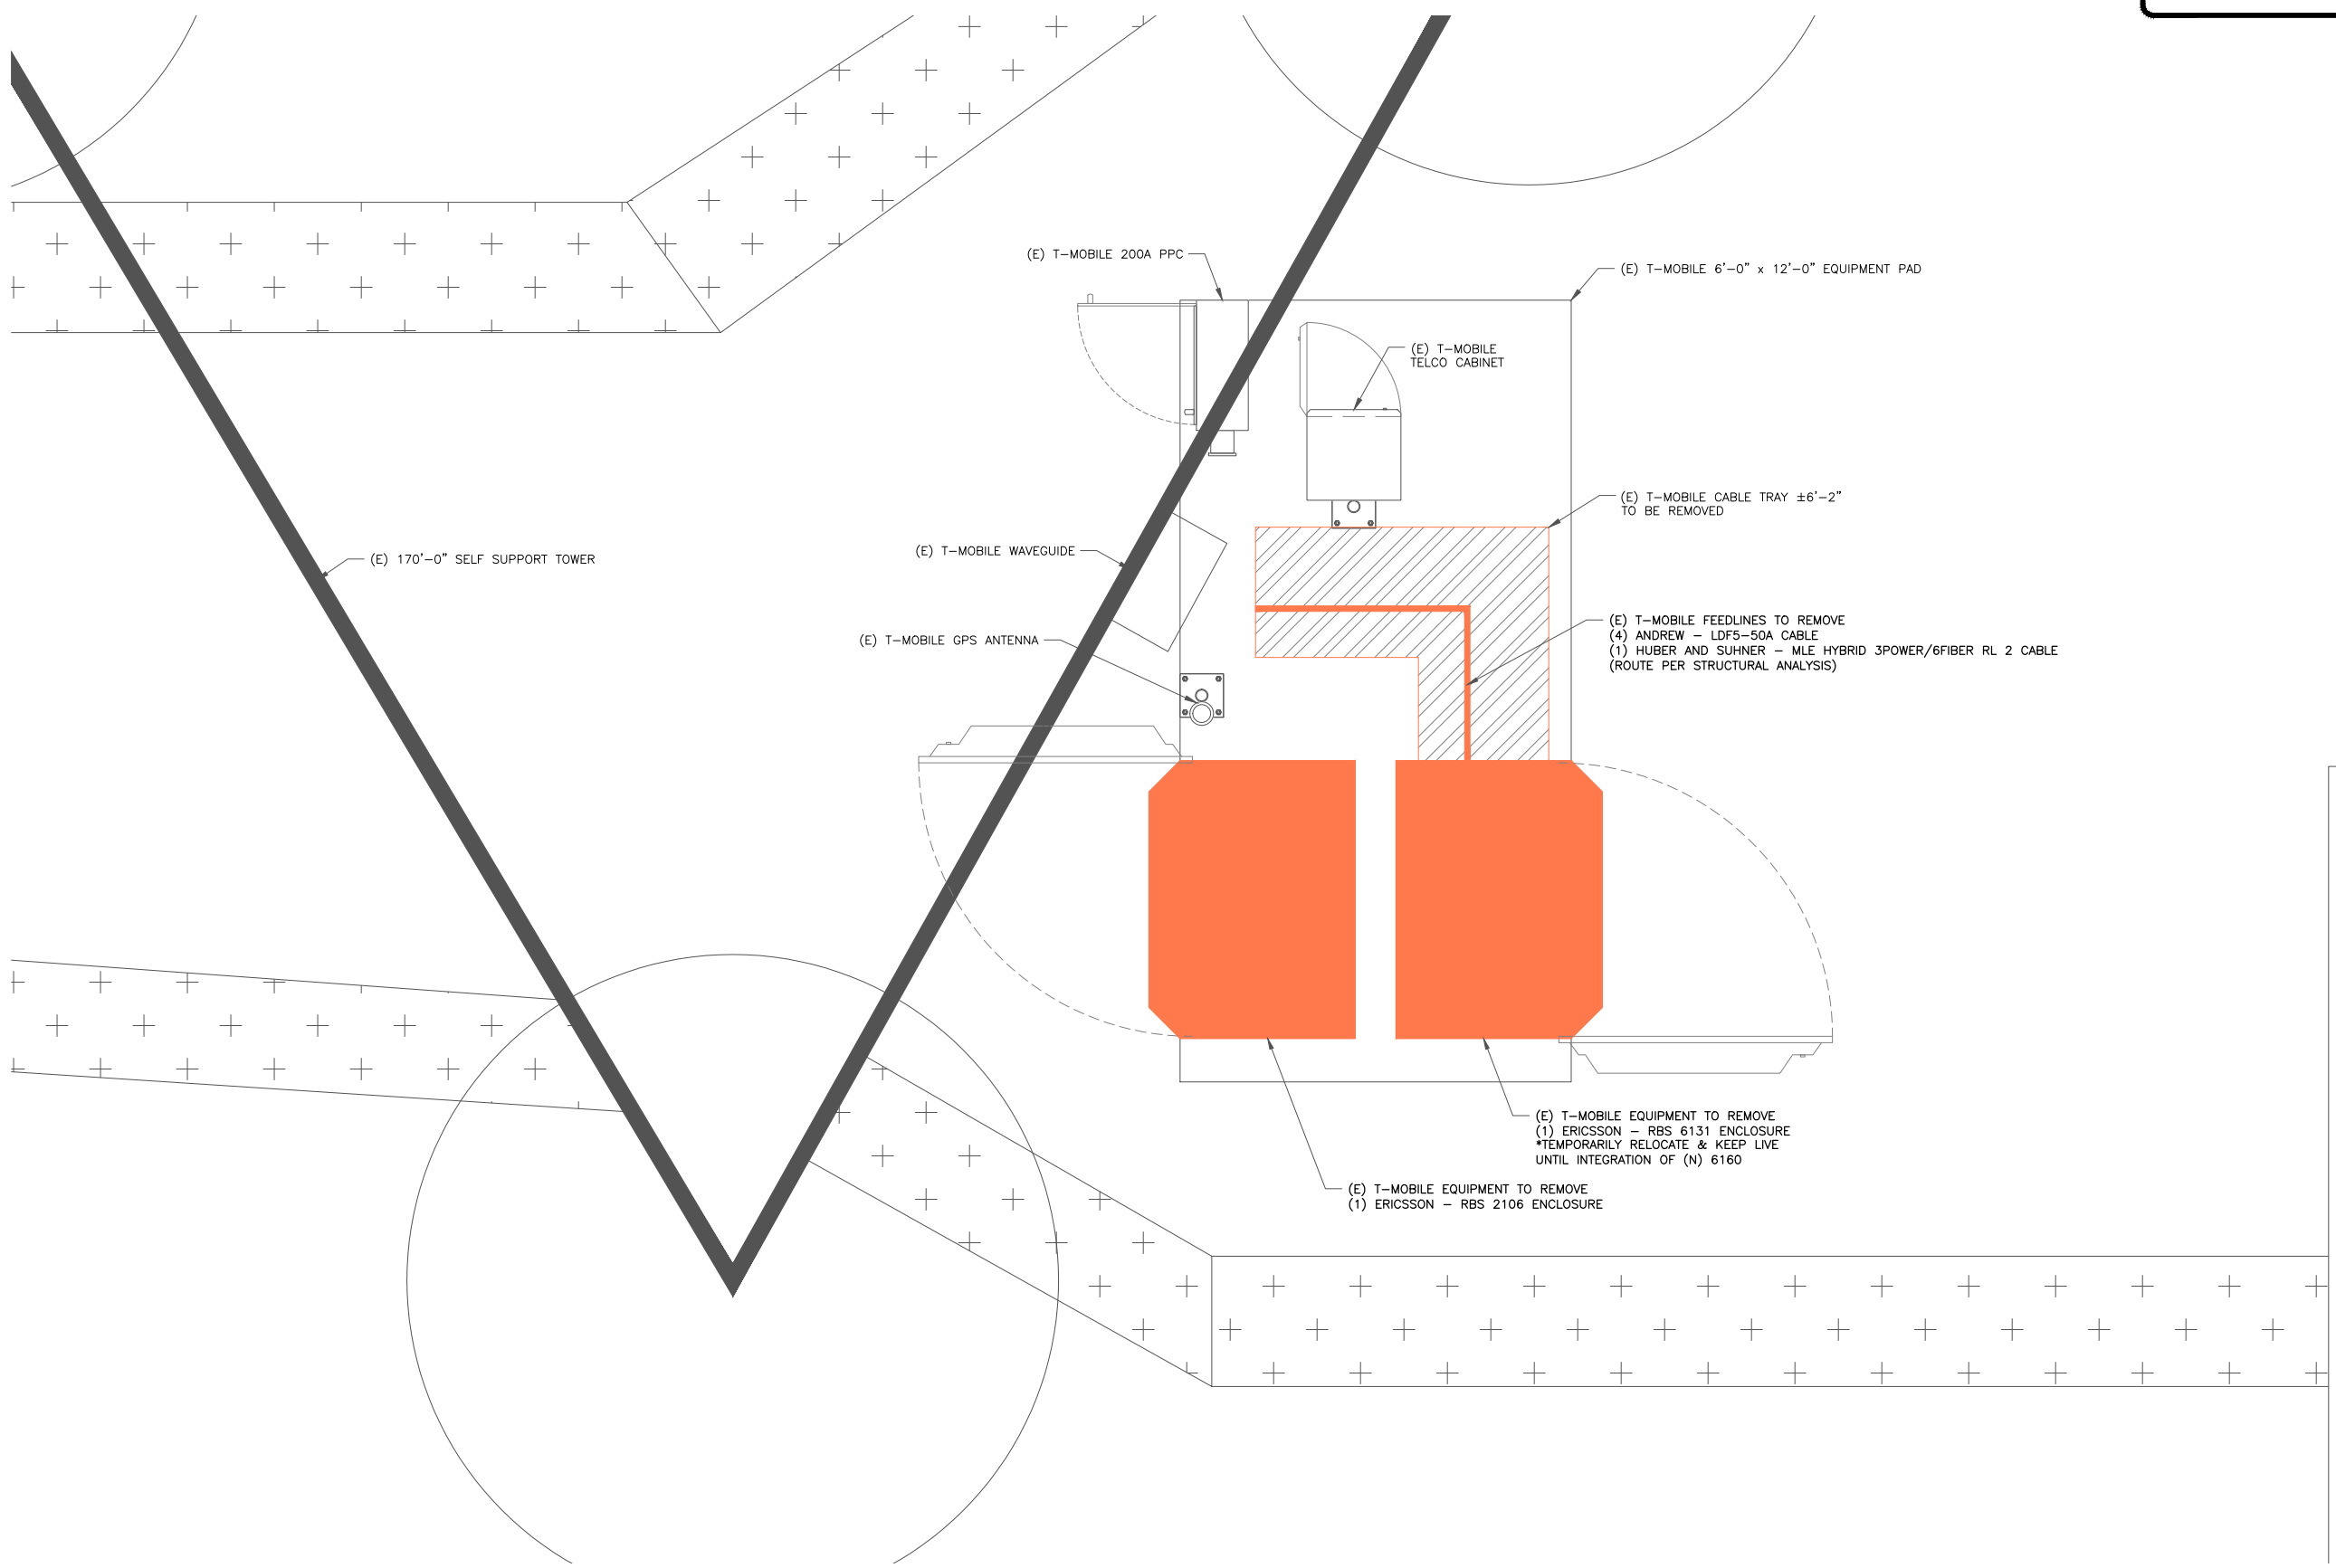 (E) T-MOBILE 200A PPC
(E) T-MOBILE 6'-0" x 12'-0" EQUIPMENT PAD
(E) T-MOBILE
TELCO CABINET
(E) T-MOBILE CABLE TRAY ±6'-2"
TO BE REMOVED
(E) T-MOBILE WAVEGUIDE
(E) 170'-0" SELF SUPPORT TOWER
(E) T-MOBILE GPS ANTENNA
(E) T-MOBILE FEEDLINES TO REMOVE
(4) ANDREW - LDF5-50A CABLE
(1) HUBER AND SUHNER - MLE HYBRID 3POWER/6FIBER RL 2 CABLE
(ROUTE PER STRUCTURAL ANALYSIS)
(E) T-MOBILE EQUIPMENT TO REMOVE
(1) ERICSSON - RBS 6131 ENCLOSURE
*TEMPORARILY RELOCATE & KEEP LIVE
UNTIL INTEGRATION OF (N) 6160
(E) T-MOBILE EQUIPMENT TO REMOVE
(1) ERICSSON - RBS 2106 ENCLOSURE